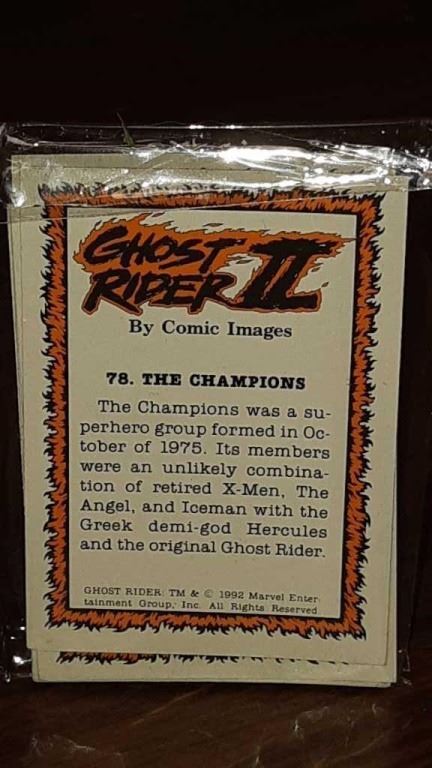 GHOST
RIDER II
By Comic Images
78. THE CHAMPIONS
The Champions was a su-
perhero group formed in Oc-
tober of 1975. Its members
were an unlikely combina-
tion of retired X-Men, The
Angel, and Iceman with the
Greek demi-god Hercules
and the original Ghost Rider.
GHOST RIDER: TM & © 1992 Marvel Enter-
tainment Group, Inc. All Rights Reserved